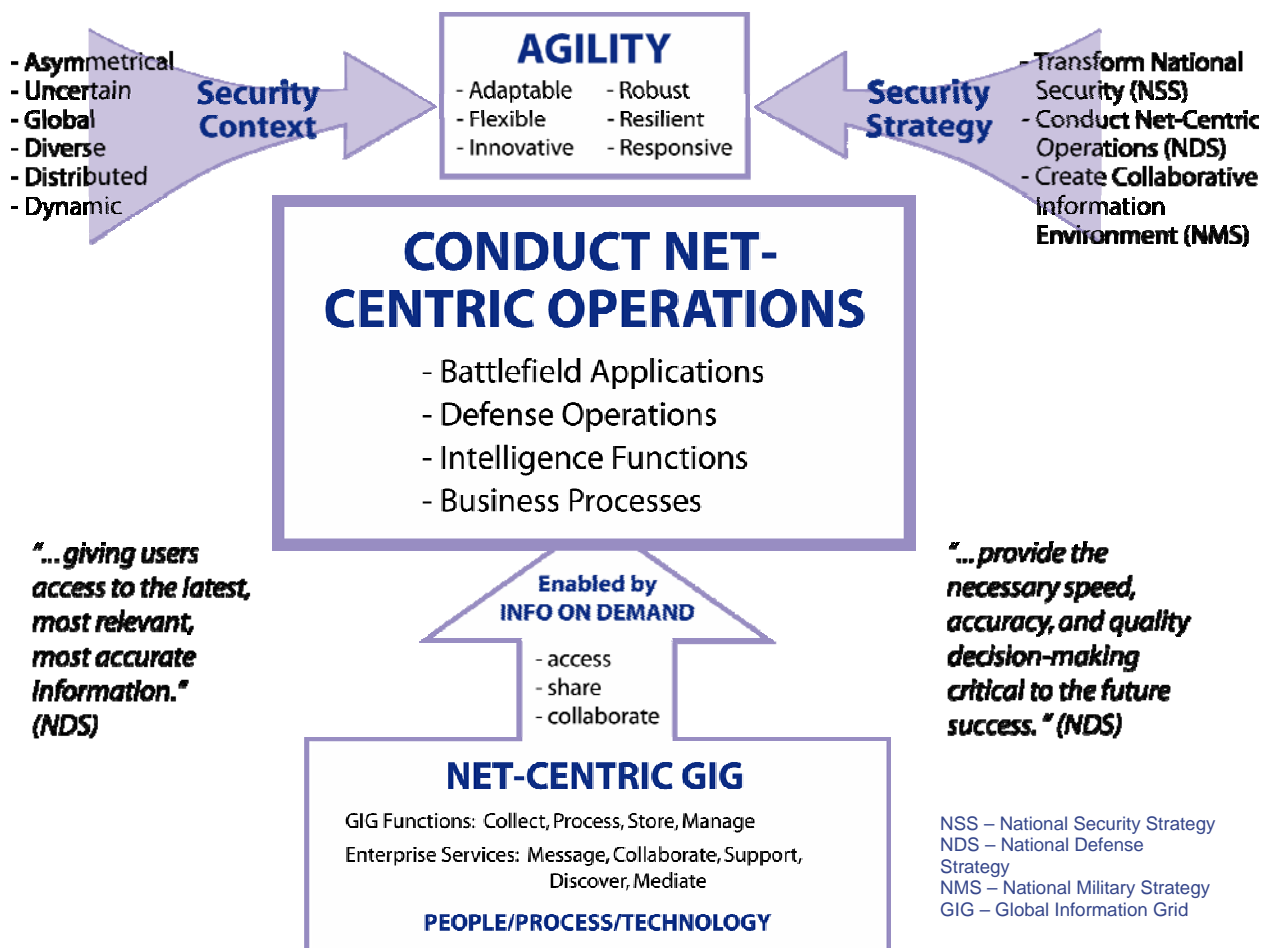 - Asymmetrical
- Uncertain
- Global
- Diverse
- Distributed
- Dynamic
Security
Context
AGILITY
- Adaptable - Robust
- Flexible - Resilient
- Innovative - Responsive
Security
Strategy
- Transform National
Security (NSS)
- Conduct Net-Centric
Operations (NDS)
- Create Collaborative
Information
Environment (NMS)
CONDUCT NET-
CENTRIC OPERATIONS
- Battlefield Applications
- Defense Operations
- Intelligence Functions
- Business Processes
"... giving users
access to the latest,
most relevant,
most accurate
information."
(NDS)
Enabled by
INFO ON DEMAND
- access
- share
- collaborate
"... provide the
necessary speed,
accuracy, and quality
decision-making
critical to the future
success. " (NDS)
NET-CENTRIC GIG
GIG Functions: Collect, Process, Store, Manage
Enterprise Services: Message, Collaborate, Support,
Discover, Mediate
PEOPLE/PROCESS/TECHNOLOGY
NSS – National Security Strategy
NDS – National Defense
Strategy
NMS – National Military Strategy
GIG – Global Information Grid